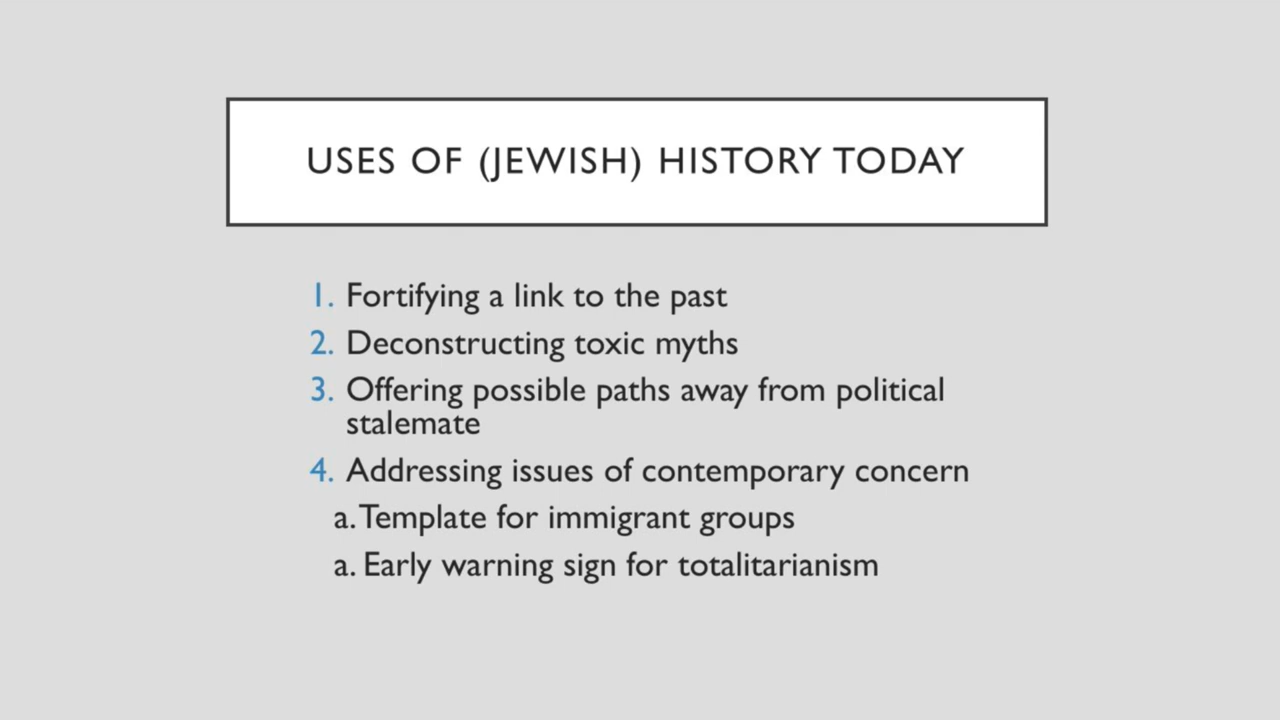 USES OF (JEWISH) HISTORY TODAY
1. Fortifying a link to the past
2. Deconstructing toxic myths
3. Offering possible paths away from political
stalemate
4. Addressing issues of contemporary concern
a. Template for immigrant groups
a. Early warning sign for totalitarianism